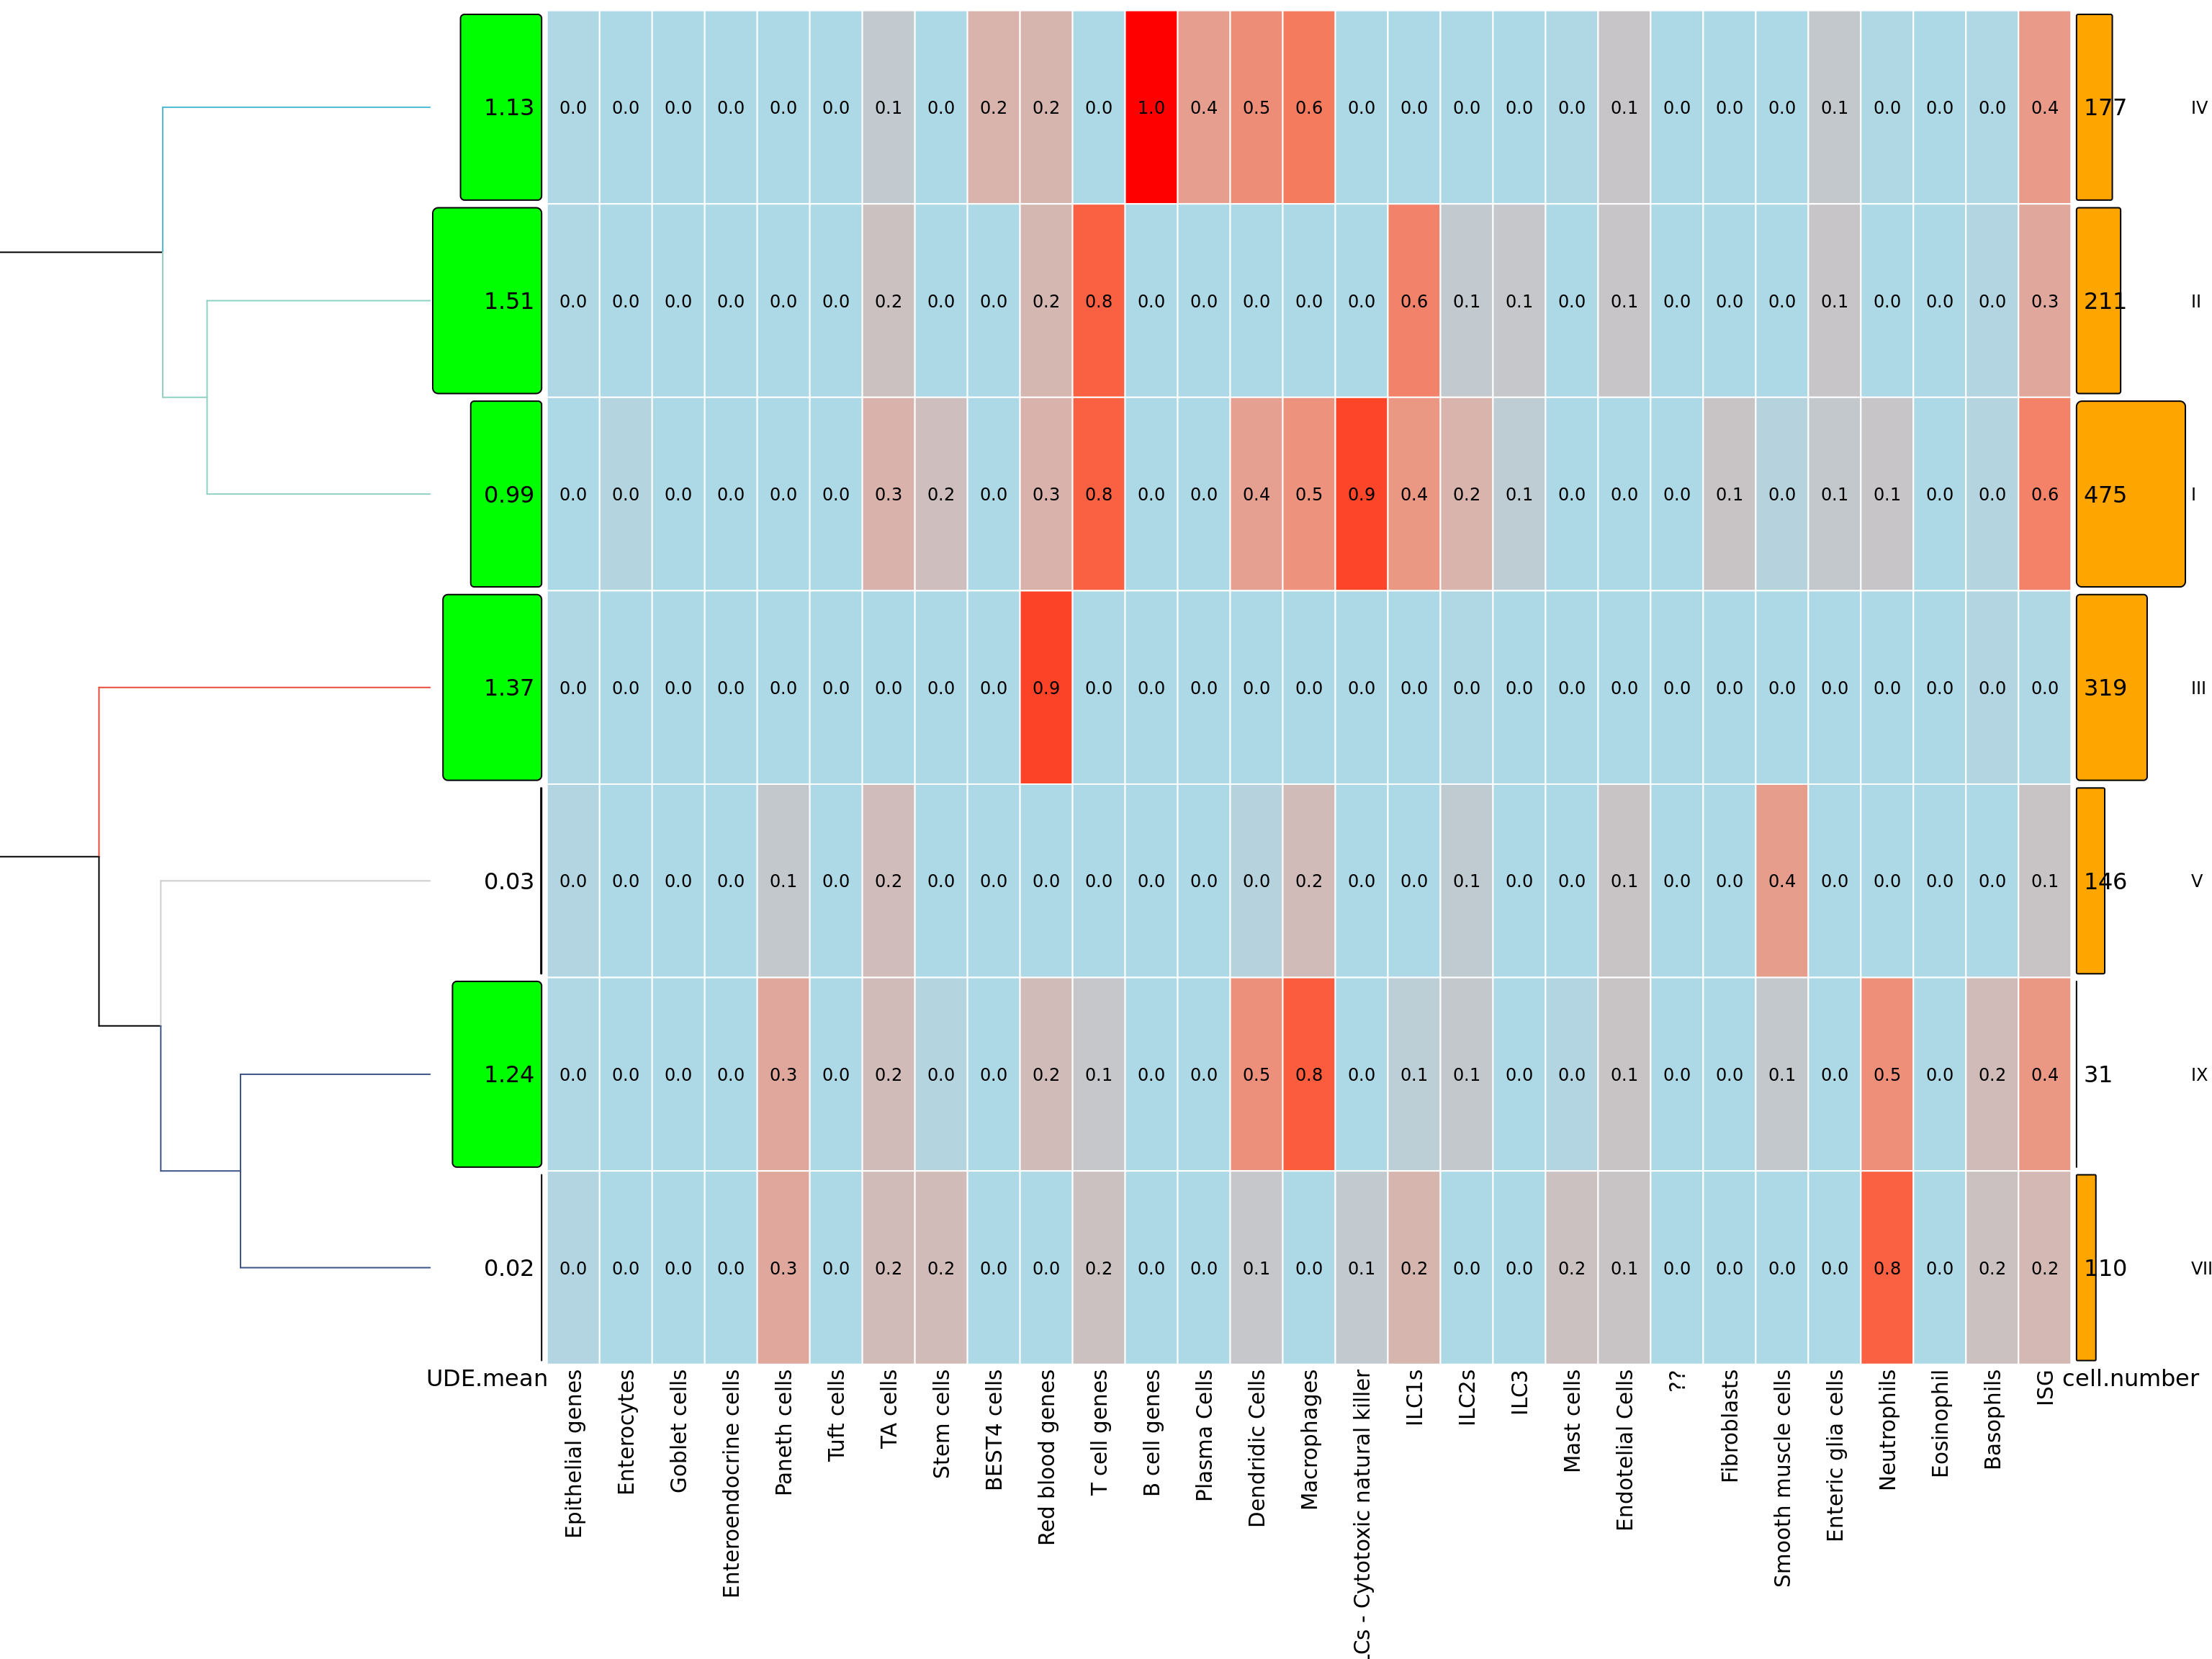 1.13 0.0 0.0 0.0 0.0 0.0 0.0 0.1 0.0 0.2 0.2 0.0 1.0 0.4 0.5 0.6 0.0 0.0 0.0 0.0 0.0 0.1 0.0 0.0 0.0 0.1 0.0 0.0 0.0 0.4 177 IV
1.51 0.0 0.0 0.0 0.0 0.0 0.0 0.2 0.0 0.0 0.2 0.8 0.0 0.0 0.0 0.0 0.0 0.6 0.1 0.1 0.0 0.1 0.0 0.0 0.0 0.1 0.0 0.0 0.0 0.3 211 II
0.99 0.0 0.0 0.0 0.0 0.0 0.0 0.3 0.2 0.0 0.3 0.8 0.0 0.0 0.4 0.5 0.9 0.4 0.2 0.1 0.0 0.0 0.0 0.1 0.0 0.1 0.1 0.0 0.0 0.6 475 I
1.37 0.0 0.0 0.0 0.0 0.0 0.0 0.0 0.0 0.0 0.9 0.0 0.0 0.0 0.0 0.0 0.0 0.0 0.0 0.0 0.0 0.0 0.0 0.0 0.0 0.0 0.0 0.0 0.0 0.0 319 III
0.03 0.0 0.0 0.0 0.0 0.1 0.0 0.2 0.0 0.0 0.0 0.0 0.0 0.0 0.0 0.2 0.0 0.0 0.1 0.0 0.0 0.1 0.0 0.0 0.4 0.0 0.0 0.0 0.0 0.1 146 V
1.24 0.0 0.0 0.0 0.0 0.3 0.0 0.2 0.0 0.0 0.2 0.1 0.0 0.0 0.5 0.8 0.0 0.1 0.1 0.0 0.0 0.1 0.0 0.0 0.1 0.0 0.5 0.0 0.2 0.4 31 IX
0.02 0.0 0.0 0.0 0.0 0.3 0.0 0.2 0.2 0.0 0.0 0.2 0.0 0.0 0.1 0.0 0.1 0.2 0.0 0.0 0.2 0.1 0.0 0.0 0.0 0.0 0.8 0.0 0.2 0.2 110 VII
UDE.mean
Epithelial genes
Enterocytes
Goblet cells
Enteroendocrine cells
Paneth cells
Tuft cells
TA cells
Stem cells
BEST4 cells
Red blood genes
T cell genes
B cell genes
Plasma Cells
Dendridic Cells
Macrophages
Cs - Cytotoxic natural killer
ILC1s
ILC2s
ILC3
Mast cells
Endotelial Cells
??
Fibroblasts
Smooth muscle cells
Enteric glia cells
Neutrophils
Eosinophil
Basophils
ISG
cell.number